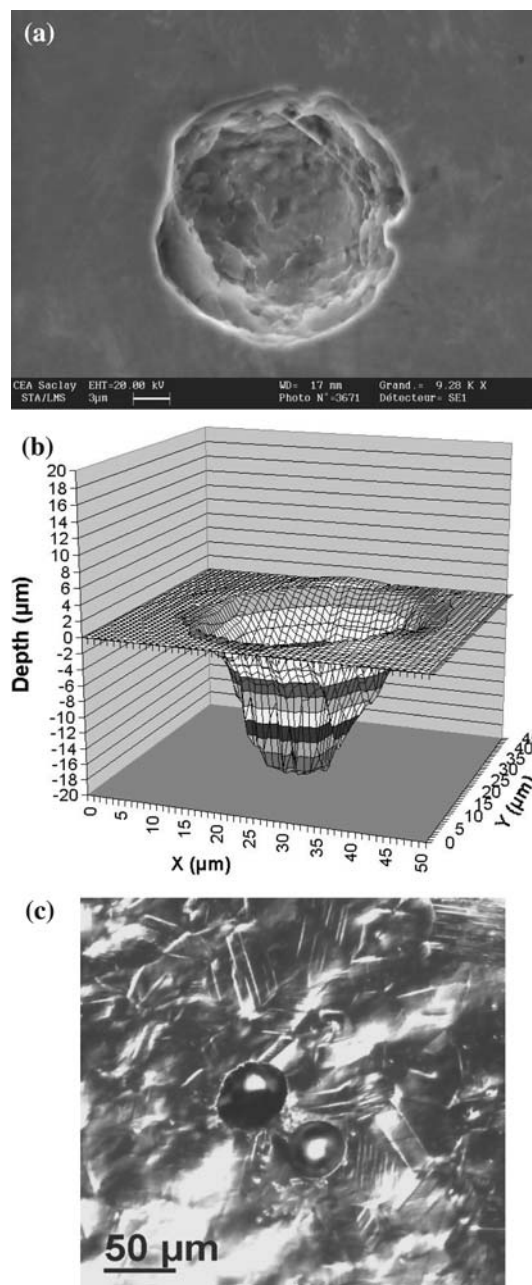 (a)
CEA Saclay EHT=20.00 kV WD= 17 mm Grand.= 9.28 K X
STA/LMS 3µm Photo N°=3671 Détecteur= SE1
(b)
20
18
16
14
12
10
8
6
4
2
0
-2
-4
-6
-8
-10
-12
-14
-16
-18
-20
Depth (µm)
0 5 10 15 20 25 30 35 40 45 50
X (µm)
0 5
Y (µm)
(c)
50 µm